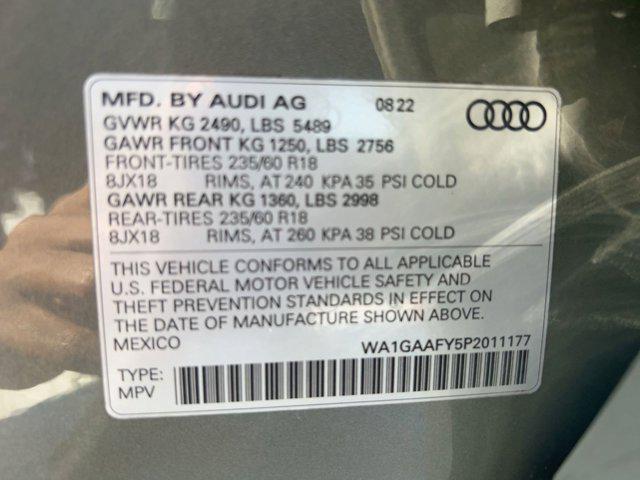 MFD. BY AUDI AG 08 22
GVWR KG 2490, LBS 5489
GAWR FRONT KG 1250, LBS 2756
FRONT-TIRES 235/60 R18
8JX18 RIMS, AT 240 KPA 35 PSI COLD
GAWR REAR KG 1360, LBS 2998
REAR-TIRES 235/60 R18
8JX18 RIMS, AT 260 KPA 38 PSI COLD
THIS VEHICLE CONFORMS TO ALL APPLICABLE
U.S. FEDERAL MOTOR VEHICLE SAFETY AND
THEFT PREVENTION STANDARDS IN EFFECT ON
THE DATE OF MANUFACTURE SHOWN ABOVE.
MEXICO WA1GAAFY5P2011177
TYPE:
MPV